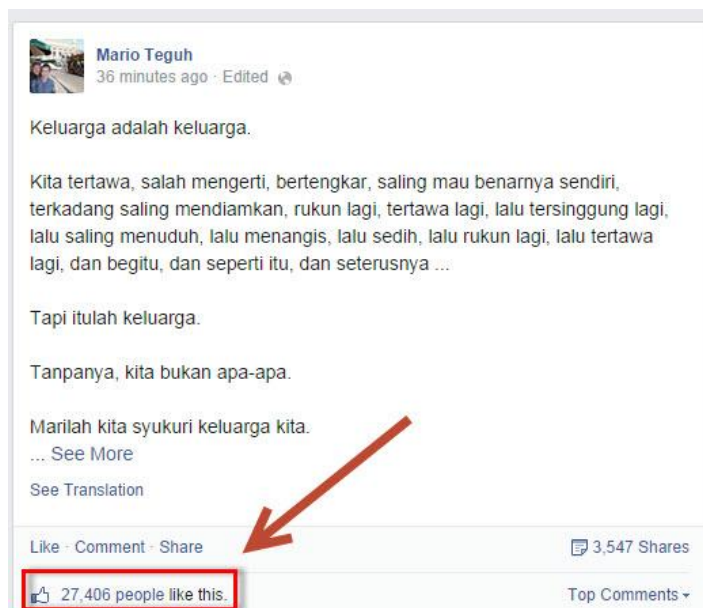 Mario Teguh
36 minutes ago · Edited
Keluarga adalah keluarga.
Kita tertawa, salah mengerti, bertengkar, saling mau benarnya sendiri,
terkadang saling mendiamkan, rukun lagi, tertawa lagi, lalu tersinggung lagi,
lalu saling menuduh, lalu menangis, lalu sedih, lalu rukun lagi, lalu tertawa
lagi, dan begitu, dan seperti itu, dan seterusnya ...
Tapi itulah keluarga.
Tanpanya, kita bukan apa-apa.
Marilah kita syukuri keluarga kita.
... See More
See Translation
Like · Comment · Share
3,547 Shares
27,406 people like this.
Top Comments